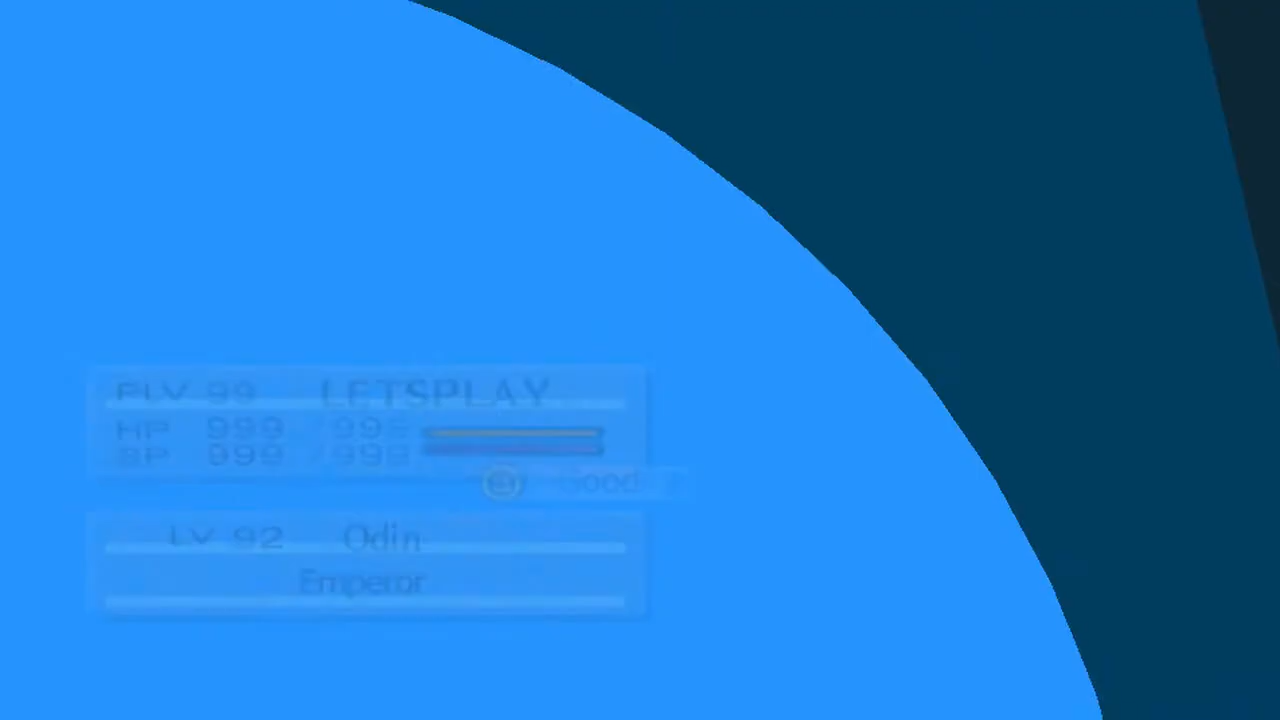 PLV 99 LETSPLAY
HP 999 / 999
SP 999 / 999
Good
LV 92 Odin
Emperor